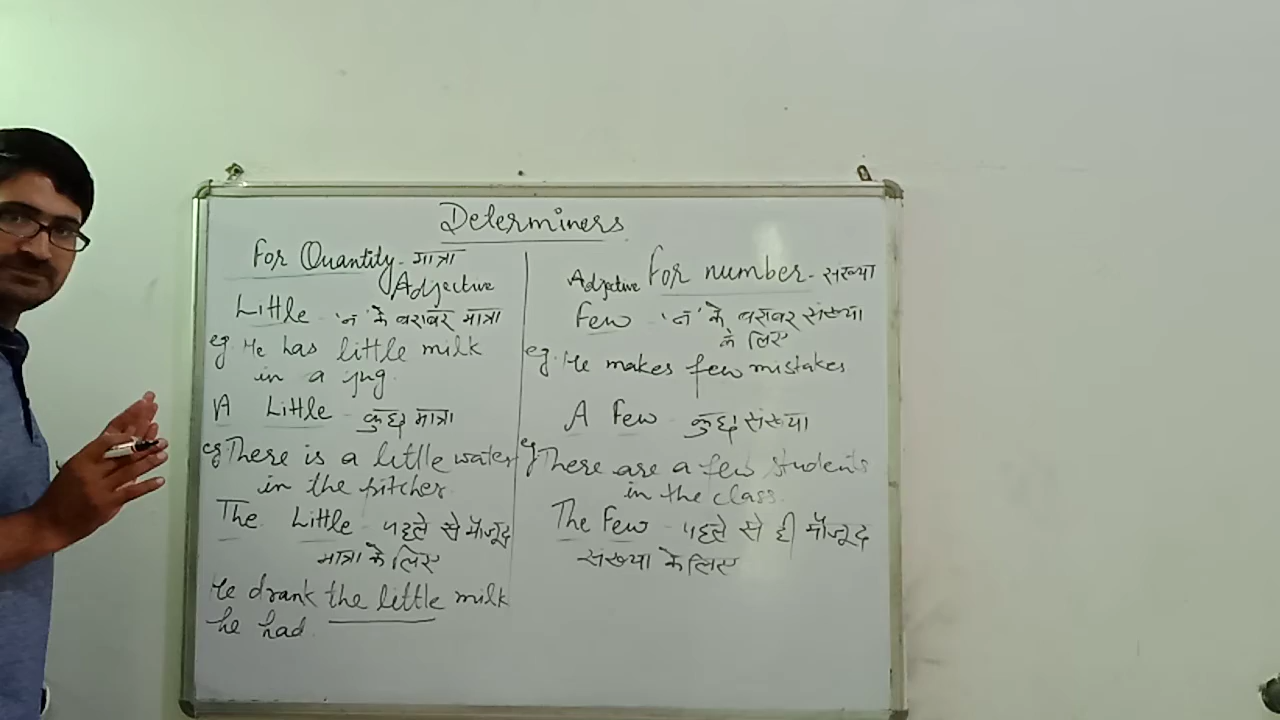 Determiners
For Quantity - मात्रा
Adjective
Little - 'न' के बराबर मात्रा
eg. He has little milk
in a jug.
A Little - कुछ मात्रा
eg There is a little water
in the pitcher.
The Little - पहले से मौजूद
मात्रा के लिए
He drank the little milk
he had.
Adjective For number - संख्या
Few - 'न' के बराबर संख्या
के लिए
eg. He makes few mistakes
A Few - कुछ संख्या
eg There are a few students
in the class.
The Few - पहले से ही मौजूद
संख्या के लिए